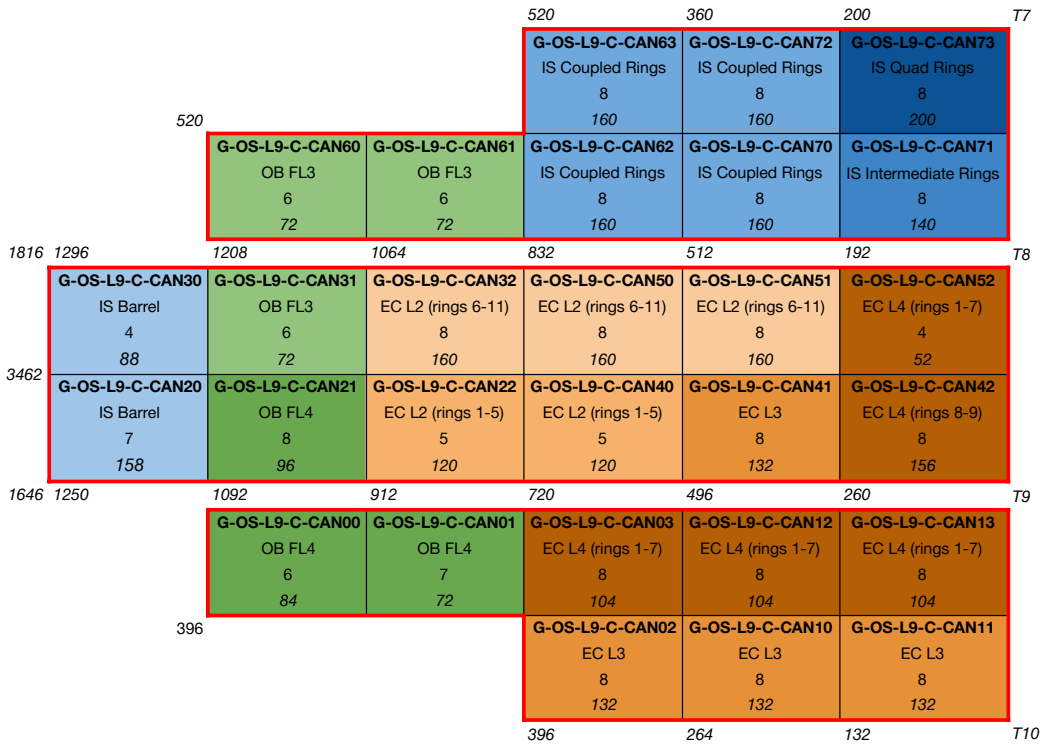 520 360 200 T7
G-OS-L9-C-CAN63 G-OS-L9-C-CAN72 G-OS-L9-C-CAN73
IS Coupled Rings IS Coupled Rings IS Quad Rings
8 8 8
160 160 200
520
G-OS-L9-C-CAN60 G-OS-L9-C-CAN61 G-OS-L9-C-CAN62 G-OS-L9-C-CAN70 G-OS-L9-C-CAN71
OB FL3 OB FL3 IS Coupled Rings IS Coupled Rings IS Intermediate Rings
6 6 8 8 8
72 72 160 160 140
1816 1296 1208 1064 832 512 192 T8
G-OS-L9-C-CAN30 G-OS-L9-C-CAN31 G-OS-L9-C-CAN32 G-OS-L9-C-CAN50 G-OS-L9-C-CAN51 G-OS-L9-C-CAN52
IS Barrel OB FL3 EC L2 (rings 6-11) EC L2 (rings 6-11) EC L2 (rings 6-11) EC L4 (rings 1-7)
4 6 8 8 8 4
88 72 160 160 160 52
3462
G-OS-L9-C-CAN20 G-OS-L9-C-CAN21 G-OS-L9-C-CAN22 G-OS-L9-C-CAN40 G-OS-L9-C-CAN41 G-OS-L9-C-CAN42
IS Barrel OB FL4 EC L2 (rings 1-5) EC L2 (rings 1-5) EC L3 EC L4 (rings 8-9)
7 8 5 5 8 8
158 96 120 120 132 156
1646 1250 1092 912 720 496 260 T9
G-OS-L9-C-CAN00 G-OS-L9-C-CAN01 G-OS-L9-C-CAN03 G-OS-L9-C-CAN12 G-OS-L9-C-CAN13
OB FL4 OB FL4 EC L4 (rings 1-7) EC L4 (rings 1-7) EC L4 (rings 1-7)
6 7 8 8 8
84 72 104 104 104
396
G-OS-L9-C-CAN02 G-OS-L9-C-CAN10 G-OS-L9-C-CAN11
EC L3 EC L3 EC L3
8 8 8
132 132 132
396 264 132 T10